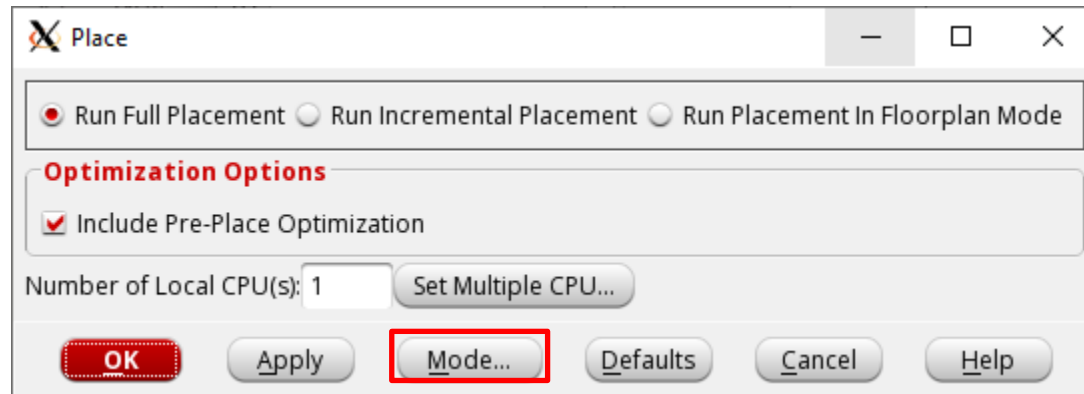 Place
Run Full Placement Run Incremental Placement Run Placement In Floorplan Mode
Optimization Options
Include Pre-Place Optimization
Number of Local CPU(s): 1 Set Multiple CPU...
OK Apply Mode... Defaults Cancel Help